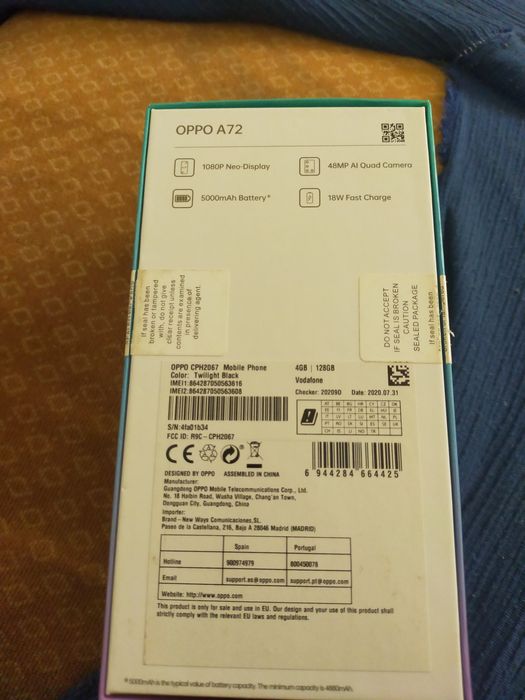 OPPO A72
1080P Neo-Display
48MP AI Quad Camera
5000mAh Battery*
18W Fast Charge
If seal has been
broken or tampered
with, do not give
clear receipt unless
contents are examined
in presence of
delivering agent.
DO NOT ACCEPT
IF SEAL IS BROKEN
CAUTION
SEALED PACKAGE
If seal has been
OPPO CPH2067 Mobile Phone
Color: Twilight Black
IMEI1:864287050563616
IMEI2:864287050563608
4GB | 128GB
Vodafone
Checker: 202090 Date: 2020.07.31
S/N:4fa01b34
FCC ID: R9C-CPH2067
CE
6 944284 664425
DESIGNED BY OPPO ASSEMBLED IN CHINA
Manufacturer:
Guangdong OPPO Mobile Telecommunications Corp., Ltd.
No. 18 Haibin Road, Wusha Village, Chang'an Town,
Dongguan City, Guangdong, China
Importer:
Brand - New Ways Comunicaciones,SL.
Paseo de la Castellana, 216, Bajo A 28046 Madrid (MADRID)
Spain Portugal
Hotline 900974979 800450078
Email support.es@oppo.com support.pt@oppo.com
Website: http://www.oppo.com
This product is only for sale and use in EU. Our design and your use of this product shall
strictly comply with the relevant EU laws and regulations.
*5000mAh is the typical value of battery capacity. The minimum capacity is 4880mAh.